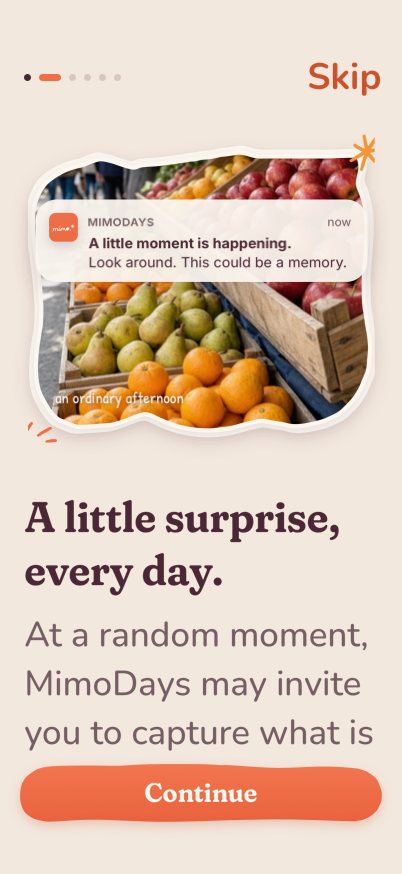 Skip
mimo
MIMODAYS
now
A little moment is happening.
Look around. This could be a memory.
an ordinary afternoon
A little surprise,
every day.
At a random moment,
MimoDays may invite
you to capture what is
Continue